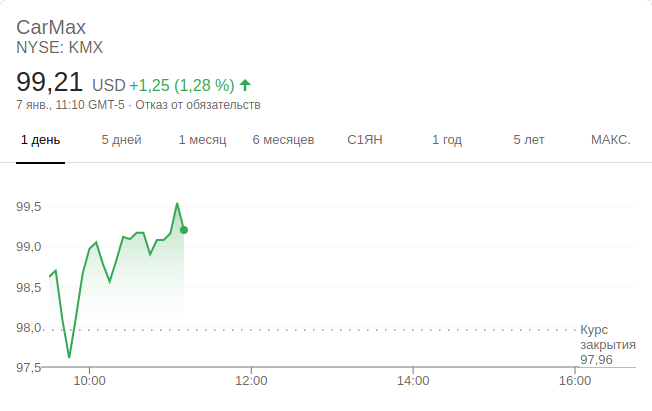 CarMax
NYSE: KMX
99,21 USD +1,25 (1,28 %)
7 янв., 11:10 GMT-5 · Отказ от обязательств
1 день 5 дней 1 месяц 6 месяцев С1ЯН 1 год 5 лет МАКС.
99,5
99,0
98,5
98,0
Курс
закрытия
97,96
97,5
10:00 12:00 14:00 16:00